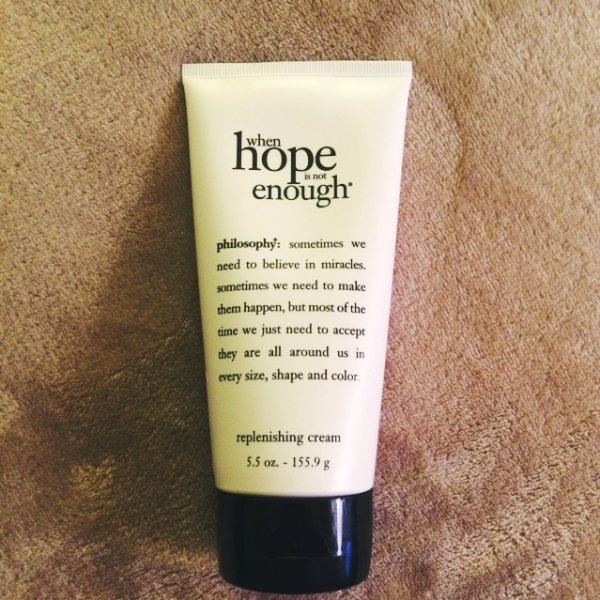 when
hope
is not
enough®
philosophy®: sometimes we
need to believe in miracles.
sometimes we need to make
them happen, but most of the
time we just need to accept
they are all around us in
every size, shape and color.
replenishing cream
5.5 oz. - 155.9 g